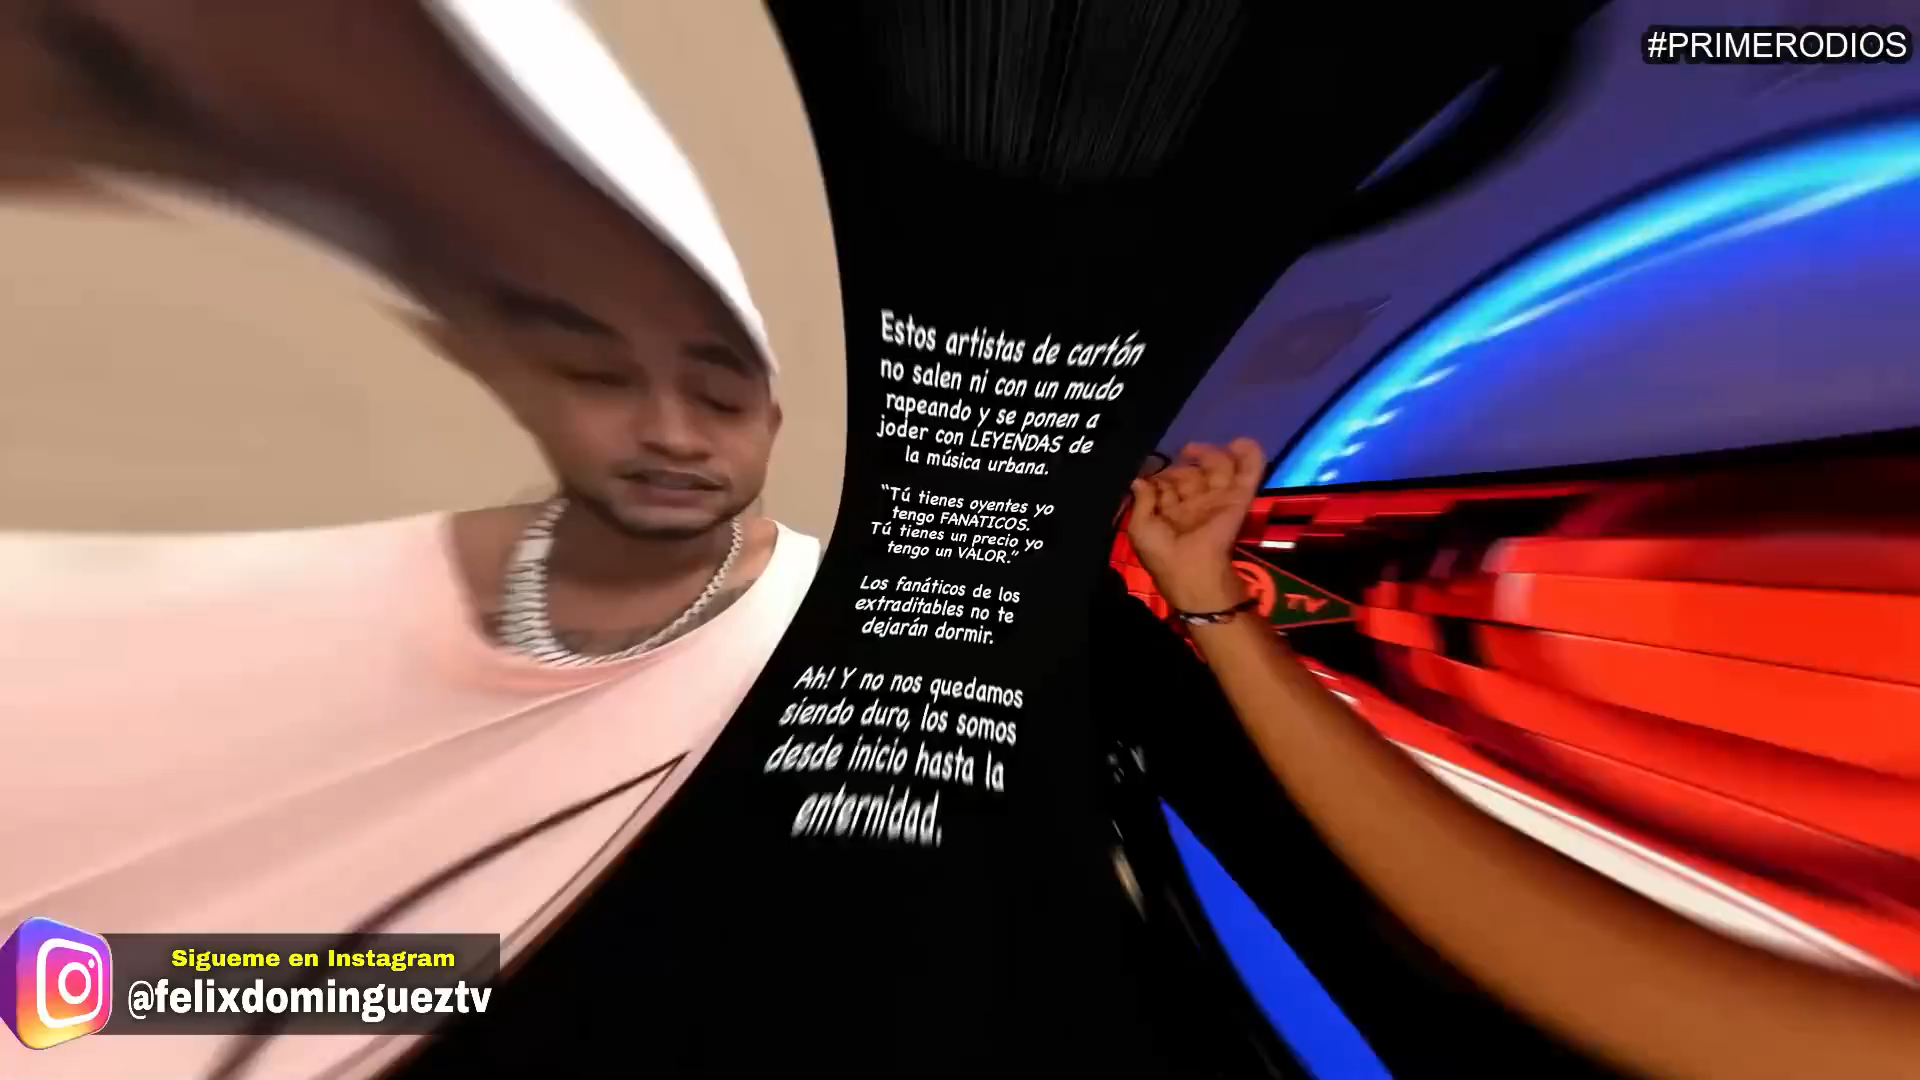 #PRIMERODIOS
Estos artistas de cartón
no salen ni con un mudo
rapeando y se ponen a
joder con LEYENDAS de
la música urbana.
"Tú tienes oyentes yo
tengo FANÁTICOS.
Tú tienes un precio yo
tengo un VALOR."
Los fanáticos de los
extraditables no te
dejarán dormir.
Ah! Y no nos quedamos
siendo duro, los somos
desde inicio hasta la
enternidad.
TV
Sigueme en Instagram
@felixdomingueztv